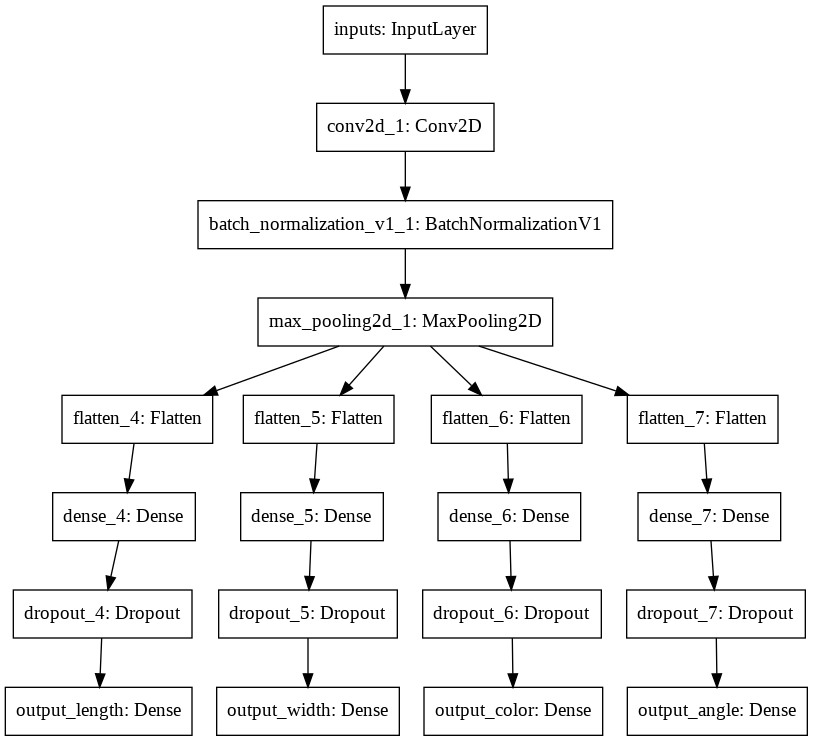 inputs: InputLayer
conv2d_1: Conv2D
batch_normalization_v1_1: BatchNormalizationV1
max_pooling2d_1: MaxPooling2D
flatten_4: Flatten
flatten_5: Flatten
flatten_6: Flatten
flatten_7: Flatten
dense_4: Dense
dense_5: Dense
dense_6: Dense
dense_7: Dense
dropout_4: Dropout
dropout_5: Dropout
dropout_6: Dropout
dropout_7: Dropout
output_length: Dense
output_width: Dense
output_color: Dense
output_angle: Dense